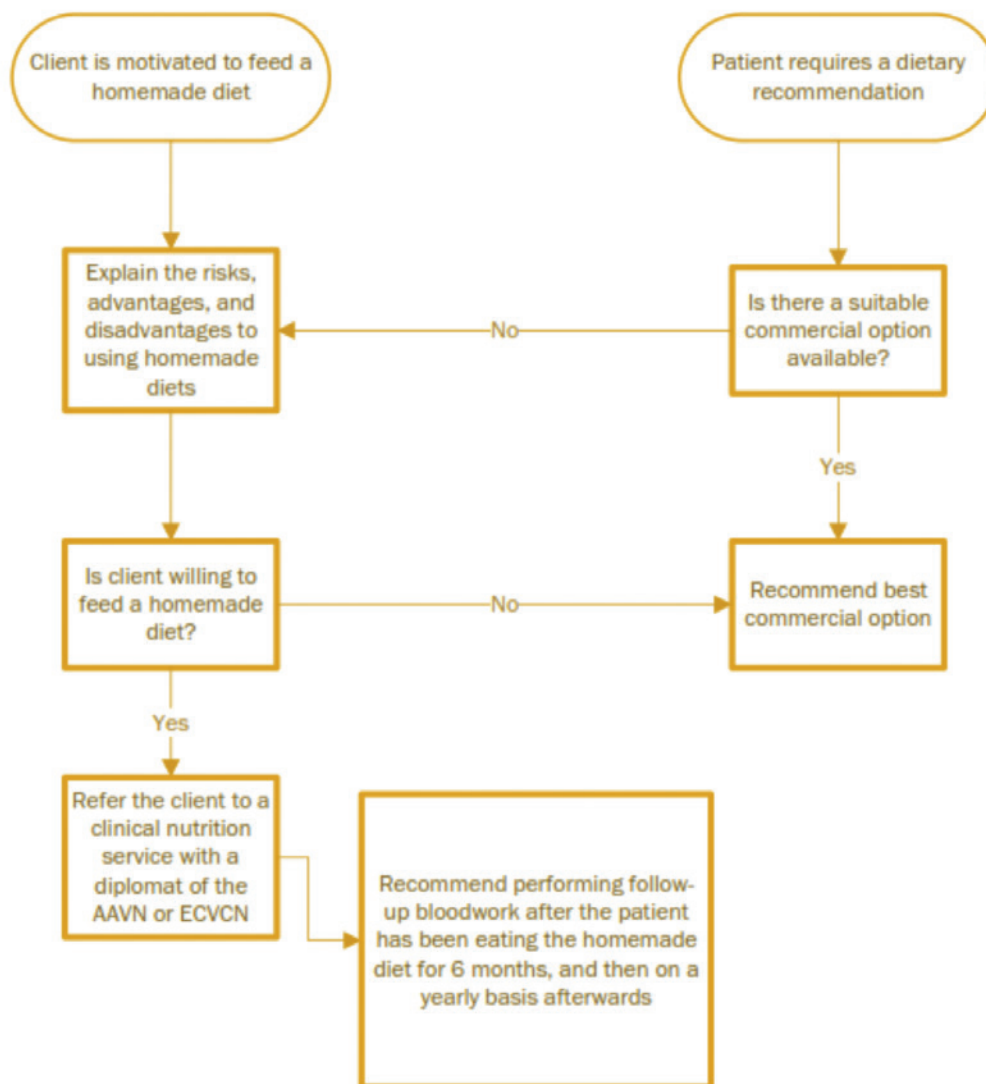 Client is motivated to feed a
homemade diet
Patient requires a dietary
recommendation
Explain the risks,
advantages, and
disadvantages to
using homemade
diets
No
Is there a suitable
commercial option
available?
Yes
Is client willing to
feed a homemade
diet?
No
Recommend best
commercial option
Yes
Refer the client to a
clinical nutrition
service with a
diplomat of the
AAVN or ECVCN
Recommend performing follow-
up bloodwork after the patient
has been eating the homemade
diet for 6 months, and then on a
yearly basis afterwards